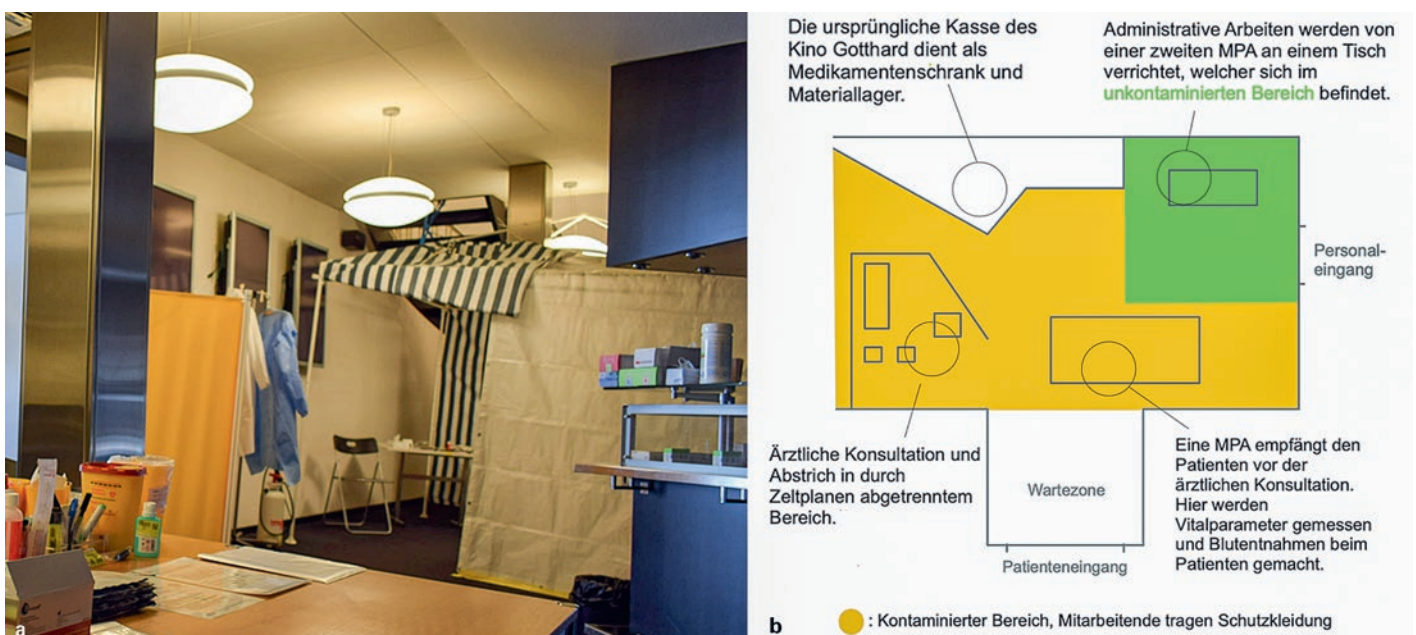 Die ursprüngliche Kasse des
Kino Gotthard dient als
Medikamentenschrank und
Materiallager.
Administrative Arbeiten werden von
einer zweiten MPA an einem Tisch
verrichtet, welcher sich im
unkontaminierten Bereich befindet.
Personal-
eingang
Ärztliche Konsultation und
Abstrich in durch
Zeltplanen abgetrenntem
Bereich.
Wartezone
Patienteneingang
Eine MPA empfängt den
Patienten vor der
ärztlichen Konsultation.
Hier werden
Vitalparameter gemessen
und Blutentnahmen beim
Patienten gemacht.
a
b
: Kontaminierter Bereich, Mitarbeitende tragen Schutzkleidung